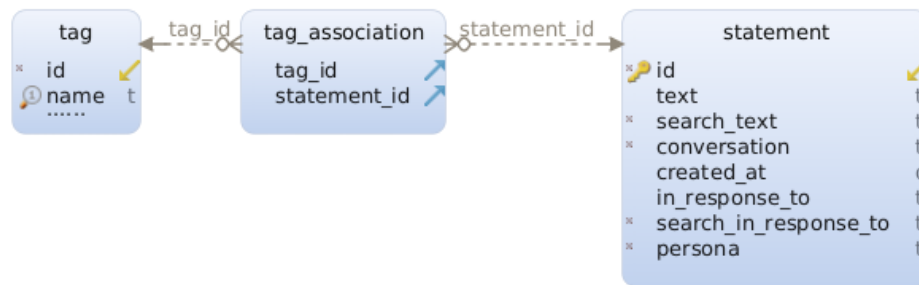 tag
id
name t
tag_id
tag_association
tag_id
statement_id
statement_id
statement
id
text t
search_text t
conversation t
created_at
in_response_to t
search_in_response_to t
persona t